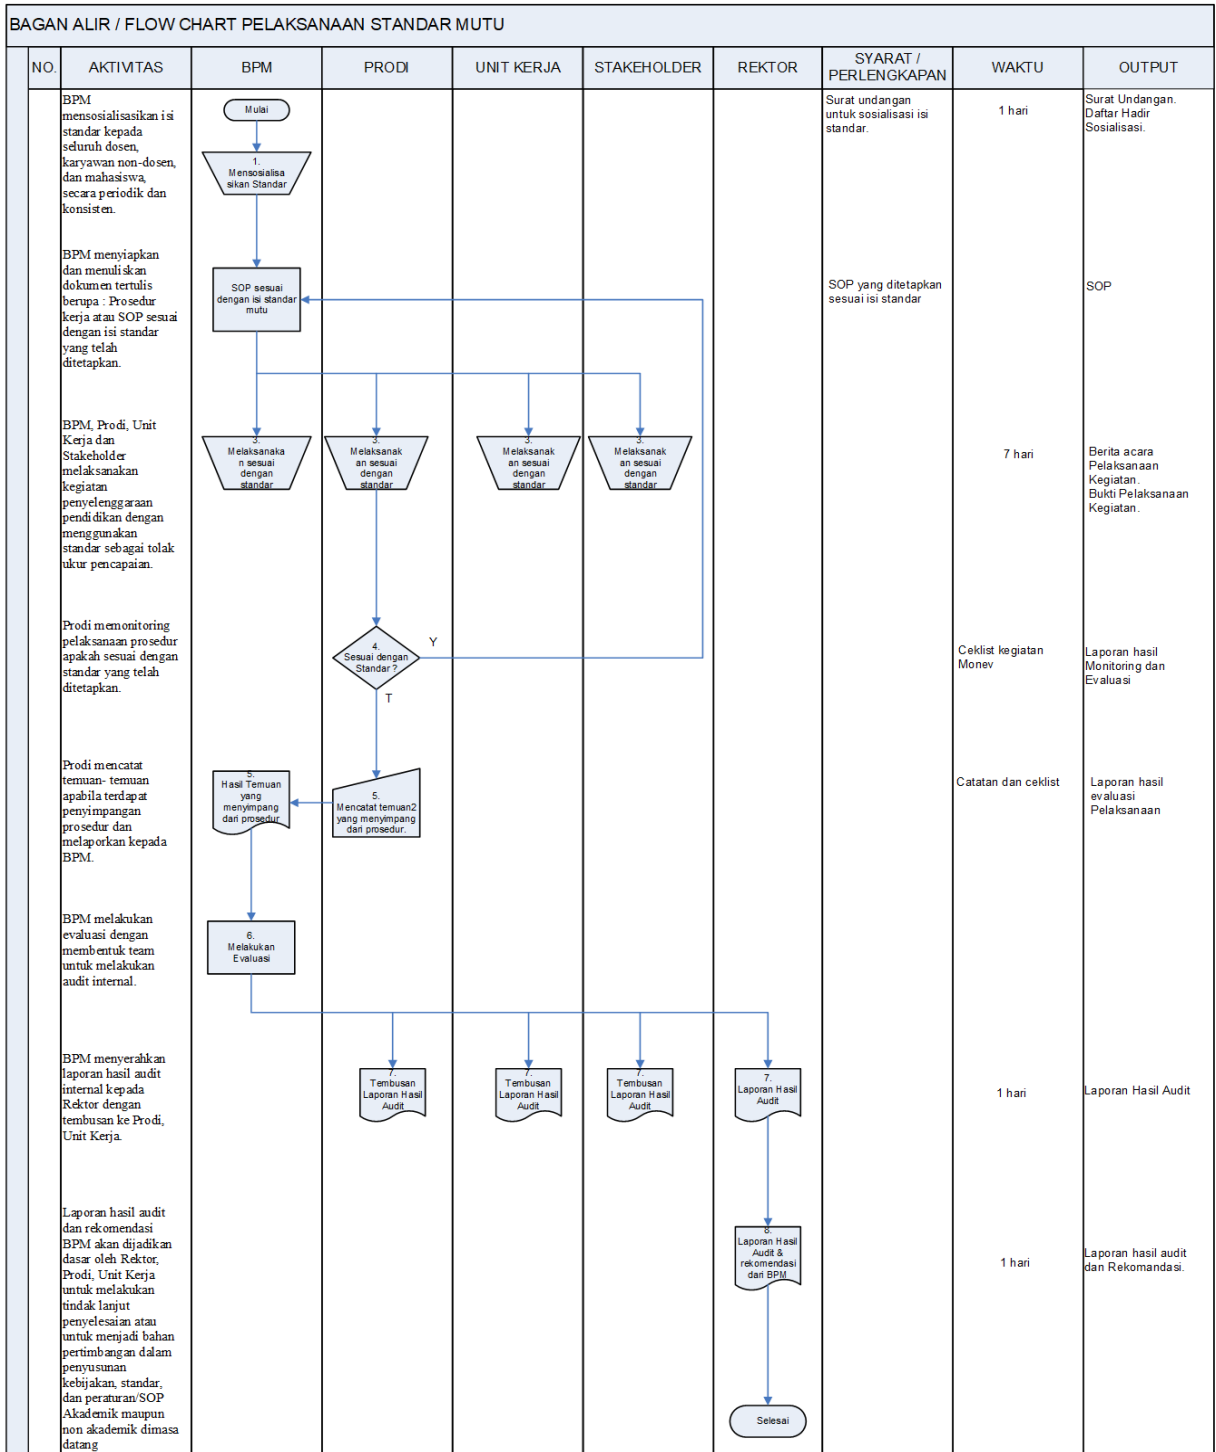 BAGAN ALIR / FLOW CHART PELAKSANAAN STANDAR MUTU
NO.
AKTIVITAS
BPM
PRODI
UNIT KERJA
STAKEHOLDER
REKTOR
SYARAT /
PERLENGKAPAN
WAKTU
OUTPUT
BPM
mensosialisasikan isi
standar kepada
seluruh dosen,
karyawan non-dosen,
dan mahasiswa,
secara periodik dan
konsisten.
Mulai
1.
Mensosialisa
sikan Standar
Surat undangan
untuk sosialisasi isi
standar.
1 hari
Surat Undangan.
Daftar Hadir
Sosialisasi.
BPM menyiapkan
dan menuliskan
dokumen tertulis
berupa : Prosedur
kerja atau SOP sesuai
dengan isi standar
yang telah
ditetapkan.
SOP sesuai
dengan isi standar
mutu
SOP yang ditetapkan
sesuai isi standar
SOP
BPM, Prodi, Unit
Kerja dan
Stakeholder
melaksanakan
kegiatan
penyelenggaraan
pendidikan dengan
menggunakan
standar sebagai tolak
ukur pencapaian.
3.
Melaksanaka
n sesuai
dengan
standar
3.
Melaksanak
an sesuai
dengan
standar
3.
Melaksanak
an sesuai
dengan
standar
3.
Melaksanak
an sesuai
dengan
standar
7 hari
Berita acara
Pelaksanaan
Kegiatan.
Bukti Pelaksanaan
Kegiatan.
Prodi memonitoring
pelaksanaan prosedur
apakah sesuai dengan
standar yang telah
ditetapkan.
4.
Sesuai dengan
Standar ?
Y
T
Ceklist kegiatan
Monev
Laporan hasil
Monitoring dan
Evaluasi
Prodi mencatat
temuan- temuan
apabila terdapat
penyimpangan
prosedur dan
melaporkan kepada
BPM.
5.
Hasil Temuan
yang
menyimpang
dari prosedur
5.
Mencatat temuan2
yang menyimpang
dari prosedur.
Catatan dan ceklist
Laporan hasil
evaluasi
Pelaksanaan
BPM melakukan
evaluasi dengan
membentuk team
untuk melakukan
audit internal.
6.
Melakukan
Evaluasi
BPM menyerahkan
laporan hasil audit
internal kepada
Rektor dengan
tembusan ke Prodi,
Unit Kerja.
7.
Tembusan
Laporan Hasil
Audit
7.
Tembusan
Laporan Hasil
Audit
7.
Tembusan
Laporan Hasil
Audit
7.
Laporan Hasil
Audit
1 hari
Laporan Hasil Audit
Laporan hasil audit
dan rekomendasi
BPM akan dijadikan
dasar oleh Rektor,
Prodi, Unit Kerja
untuk melakukan
tindak lanjut
penyelesaian atau
untuk menjadi bahan
pertimbangan dalam
penyusunan
kebijakan, standar,
dan peraturan/SOP
Akademik maupun
non akademik dimasa
datang
8.
Laporan Hasil
Audit &
rekomendasi
dari BPM
1 hari
Laporan hasil audit
dan Rekomandasi.
Selesai